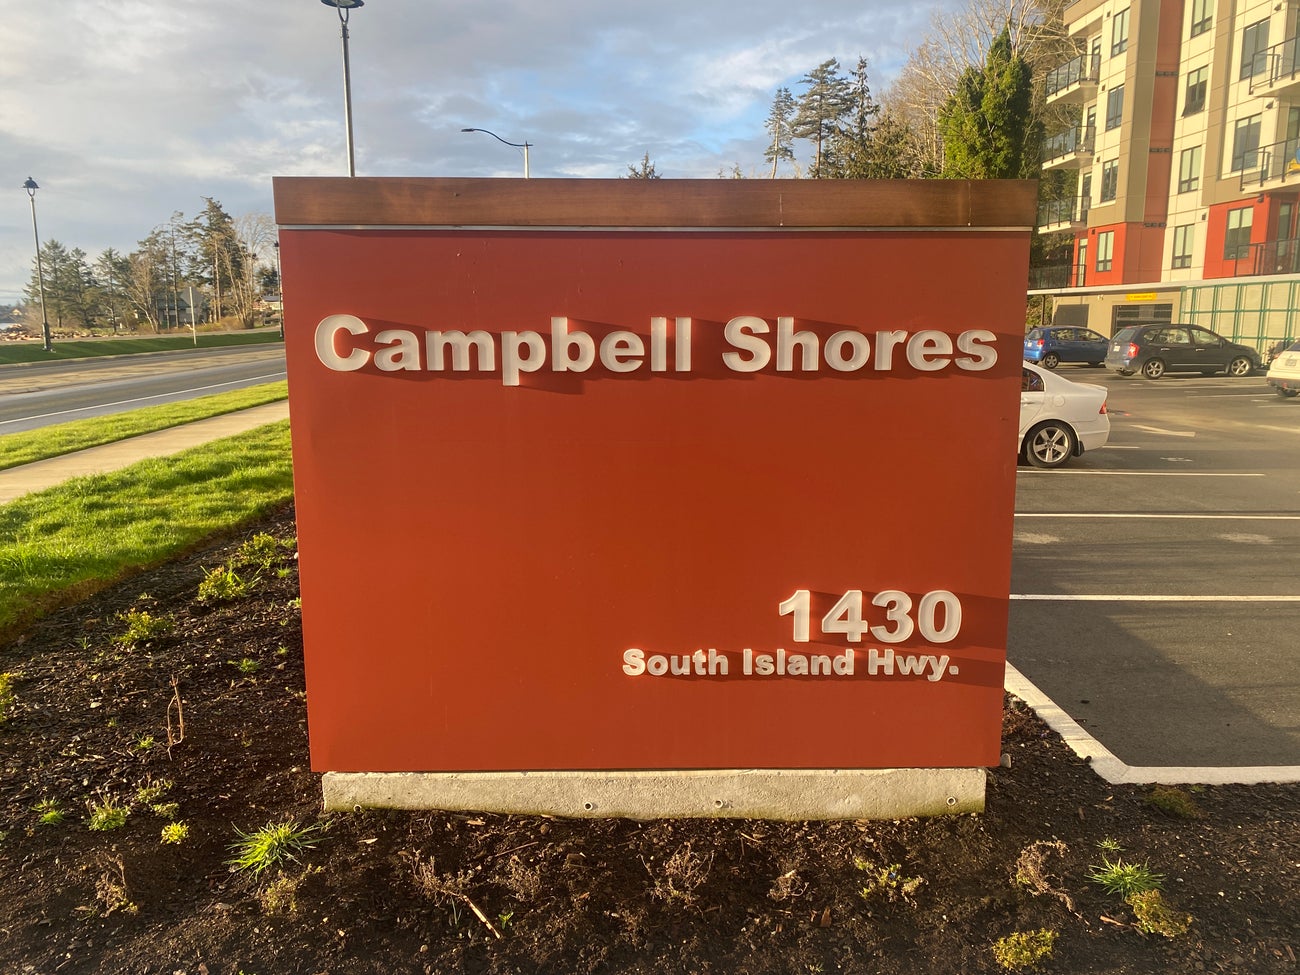 Campbell Shores
1430
South Island Hwy.